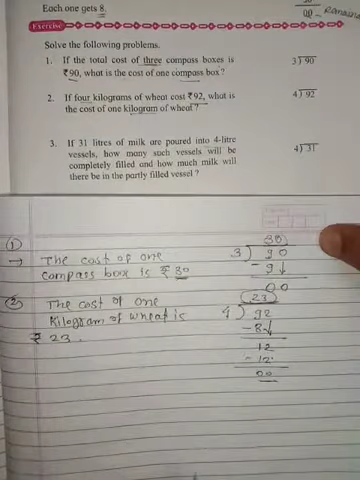 Each one gets 8.
00
Remainder
Exercise
Solve the following problems.
1. If the total cost of three compass boxes is
₹90, what is the cost of one compass box?
3) 90
2. If four kilograms of wheat cost ₹92, what is
the cost of one kilogram of wheat?
4) 92
3. If 31 litres of milk are poured into 4-litre
vessels, how many such vessels will be
completely filled and how much milk will
there be in the partly filled vessel ?
4) 31
① 
→ The cost of one
compass box is ₹ 30
30
3) 90
- 9↓
00
② The cost of one
kilogram of wheat is
₹ 23.
23
4) 92
-8↓
12
-12
00